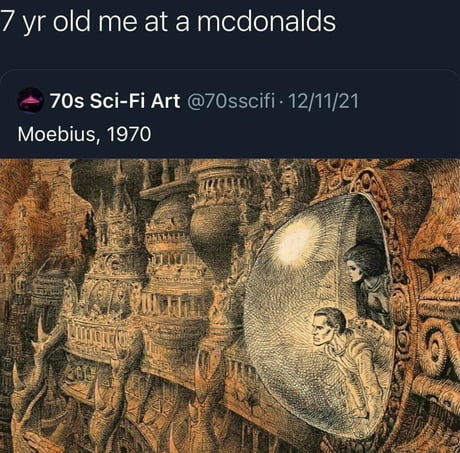 7 yr old me at a mcdonalds
70s Sci-Fi Art @70sscifi · 12/11/21
Moebius, 1970